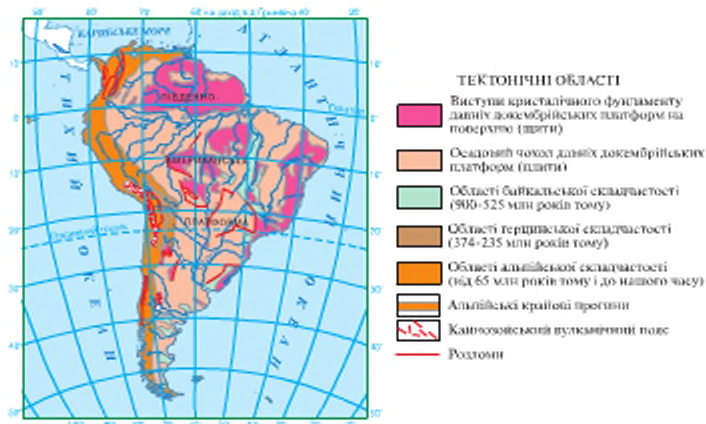 КАРИБСЬКЕ МОРЕ
АТЛАНТИЧНИЙ
ОКЕАН
ТИХИЙ
ОКЕАН
ПІВДЕННО-
АМЕРИКАНСЬКА
ПЛАТФОРМА
ТЕКТОНІЧНІ ОБЛАСТІ
Виступи кристалічного фундаменту
давніх докембрійських платформ на
поверхню (щити)
Осадовий чохол давніх докембрійських
платформ (плити)
Області байкальської складчастості
(900-525 млн років тому)
Області герцинської складчастості
(374-235 млн років тому)
Області альпійської складчастості
(від 65 млн років тому і до нашого часу)
Альпійські крайові прогини
Кайнозойський вулканічний пояс
Розломи